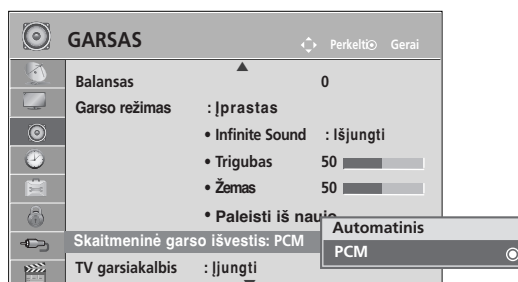 GARSAS
Perkelti Gerai
Balansas 0
Garso režimas : Įprastas
• Infinite Sound : Išjungti
• Trigubas 50
• Žemas 50
• Paleisti iš naujo
Skaitmeninė garso išvestis: PCM
Automatinis
PCM
TV garsiakalbis : Įjungti